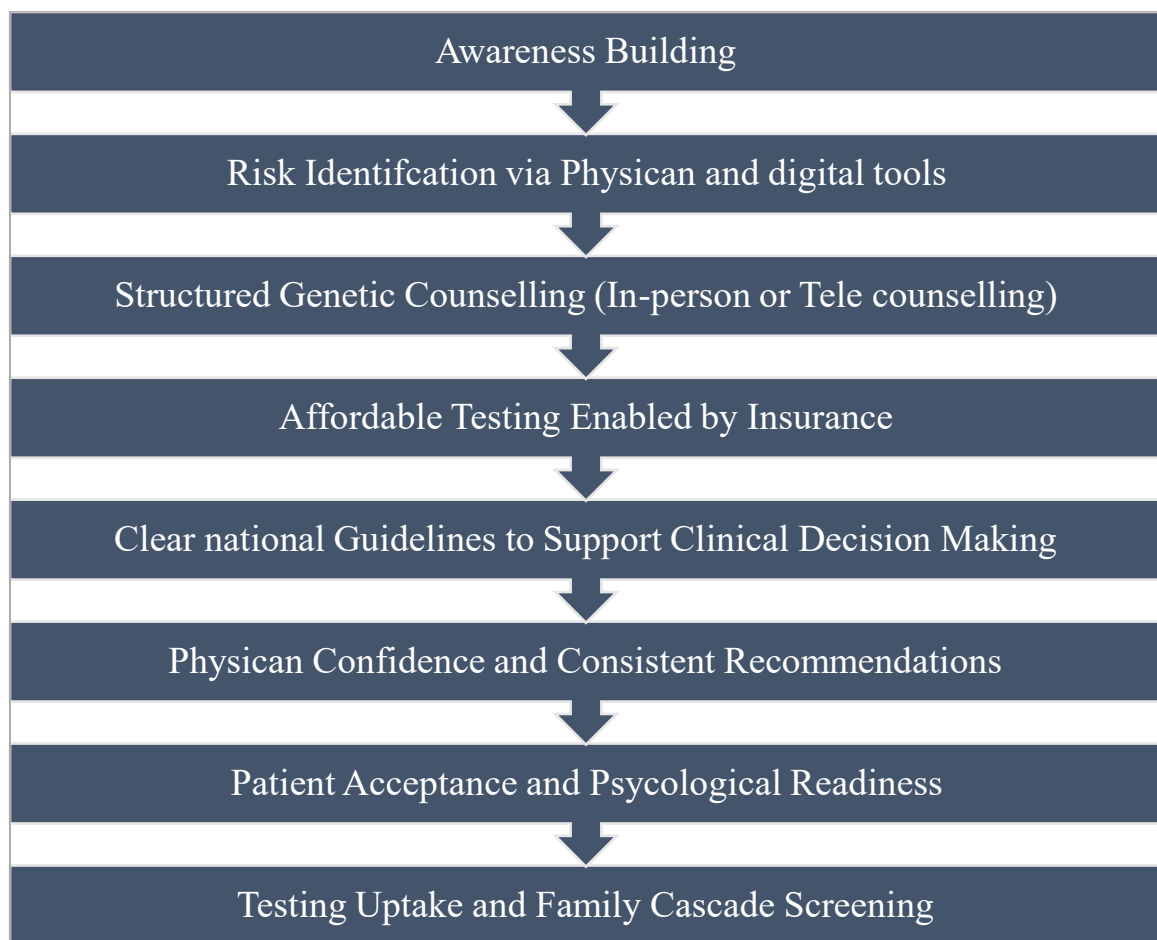 Awareness Building
Risk Identifcation via Physican and digital tools
Structured Genetic Counselling (In-person or Tele counselling)
Affordable Testing Enabled by Insurance
Clear national Guidelines to Support Clinical Decision Making
Physican Confidence and Consistent Recommendations
Patient Acceptance and Psycological Readiness
Testing Uptake and Family Cascade Screening